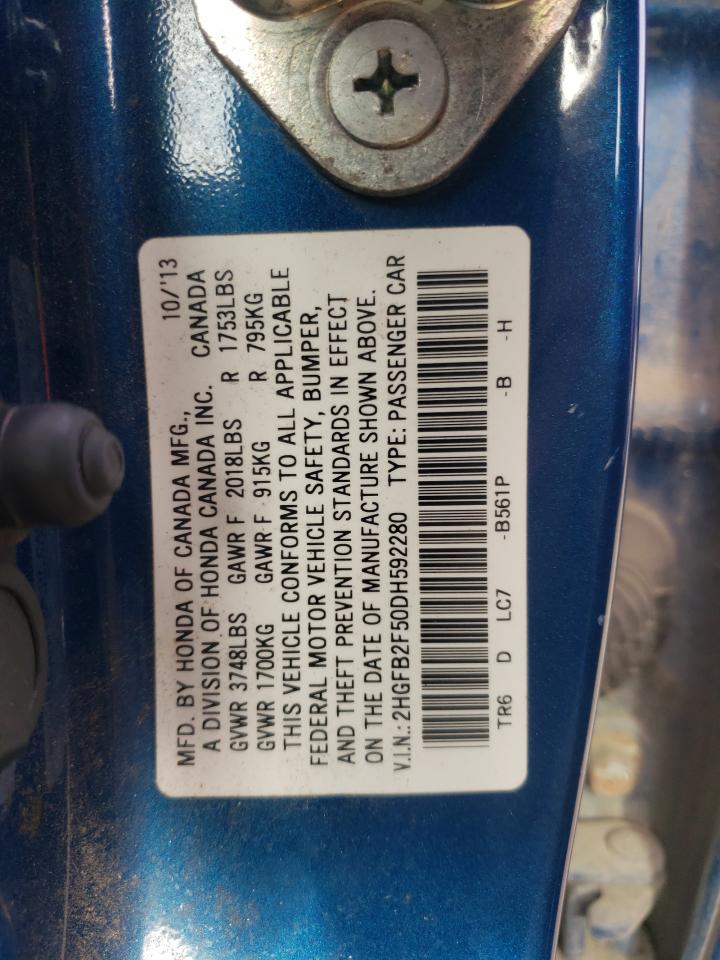 MFD. BY HONDA OF CANADA MFG., 10/'13
A DIVISION OF HONDA CANADA INC. CANADA
GVWR 3748LBS GAWR F 2018LBS R 1753LBS
GVWR 1700KG GAWR F 915KG R 795KG
THIS VEHICLE CONFORMS TO ALL APPLICABLE
FEDERAL MOTOR VEHICLE SAFETY, BUMPER,
AND THEFT PREVENTION STANDARDS IN EFFECT
ON THE DATE OF MANUFACTURE SHOWN ABOVE.
V.I.N.: 2HGFB2F50DH592280 TYPE: PASSENGER CAR
TR6 D LC7 -B561P -B -H